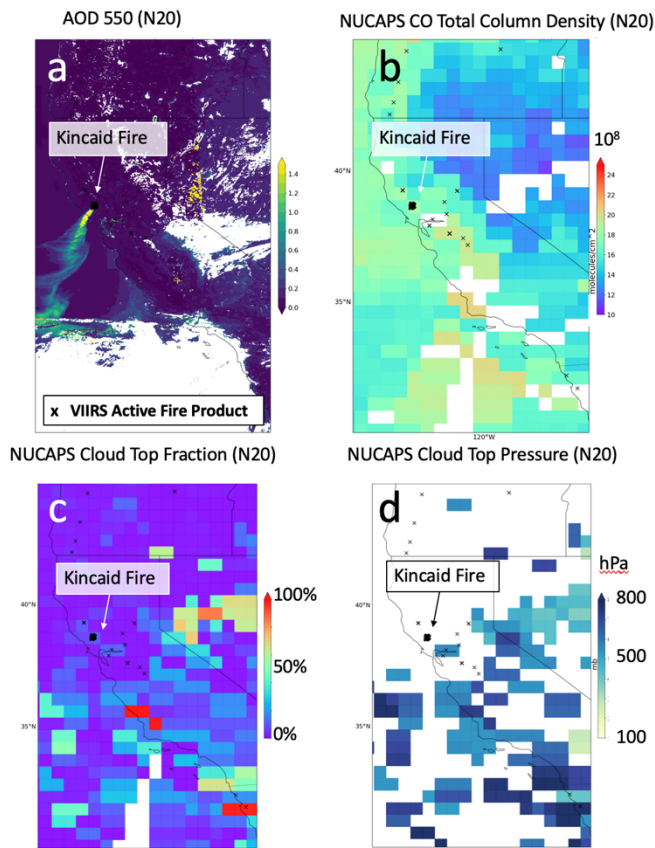 AOD 550 (N20)
NUCAPS CO Total Column Density (N20)
a
b
Kincaid Fire
Kincaid Fire
10⁸
40°N
35°N
120°W
1.4
1.2
1.0
0.8
0.6
0.4
0.2
0.0
24
22
20
18
16
14
12
10
molecules/cm^2
x VIIRS Active Fire Product
NUCAPS Cloud Top Fraction (N20)
NUCAPS Cloud Top Pressure (N20)
c
d
Kincaid Fire
Kincaid Fire
40°N
35°N
100%
50%
0%
40°N
35°N
hPa
800
500
100
mb